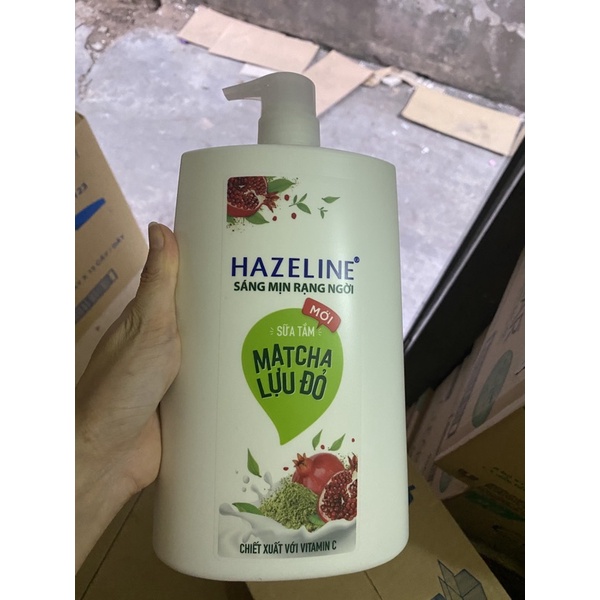 HAZELINE®
SÁNG MỊN RẠNG NGỜI
MỚI
SỮA TẮM
MATCHA
LỰU ĐỎ
CHIẾT XUẤT VỚI VITAMIN C